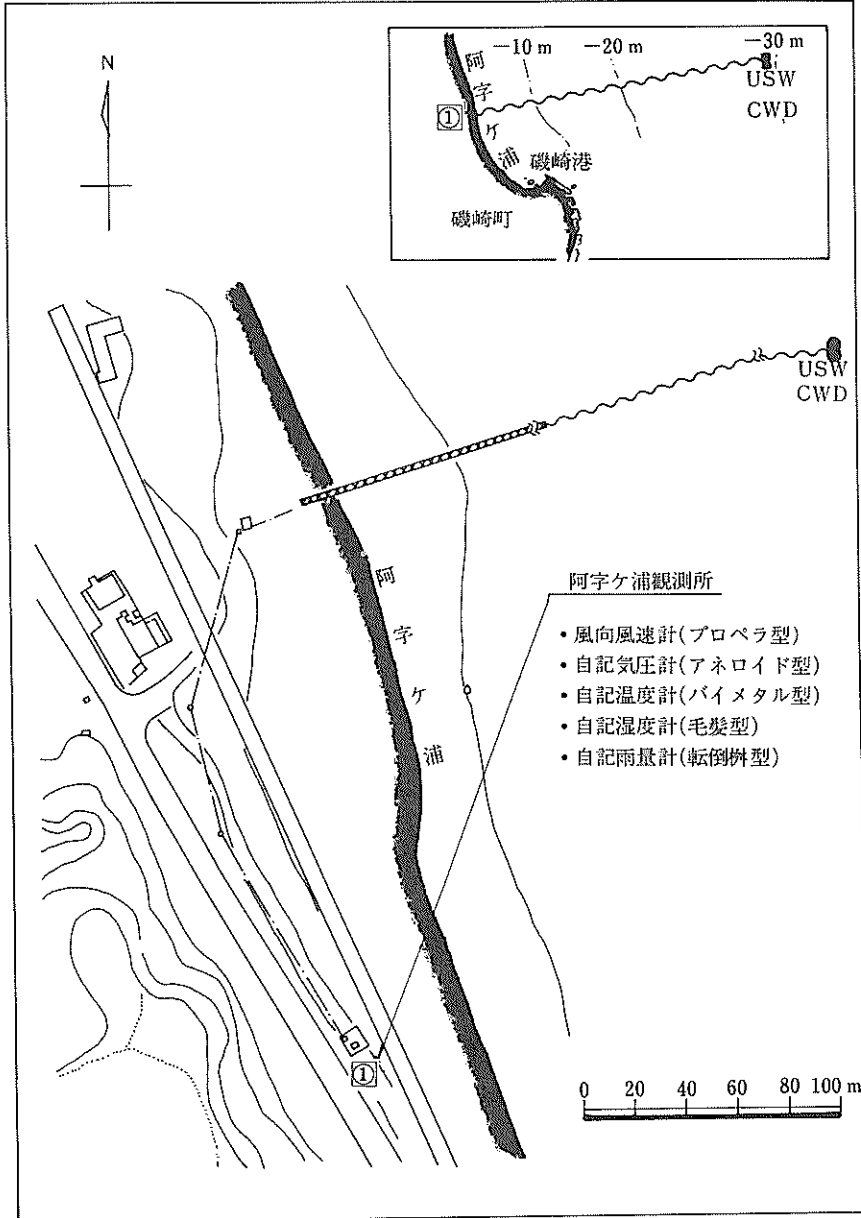 N
−10 m
−20 m
−30 m
USW
CWD
阿字ケ浦
①
磯崎港
磯崎町
USW
CWD
阿字ケ浦
阿字ケ浦観測所
・風向風速計(プロペラ型)
・自記気圧計(アネロイド型)
・自記温度計(バイメタル型)
・自記湿度計(毛髪型)
・自記雨量計(転倒桝型)
①
0 20 40 60 80 100 m